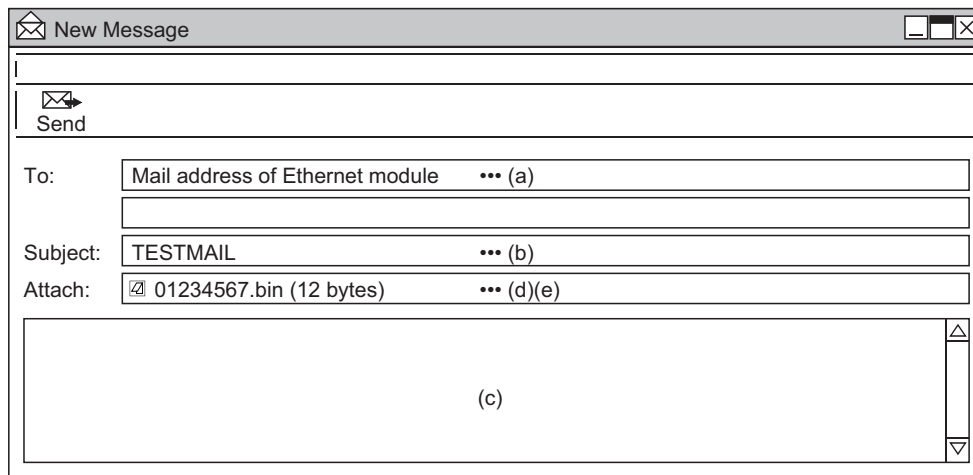 New Message
Send
To: Mail address of Ethernet module ••• (a)
Subject: TESTMAIL ••• (b)
Attach: 01234567.bin (12 bytes) ••• (d)(e)
(c)